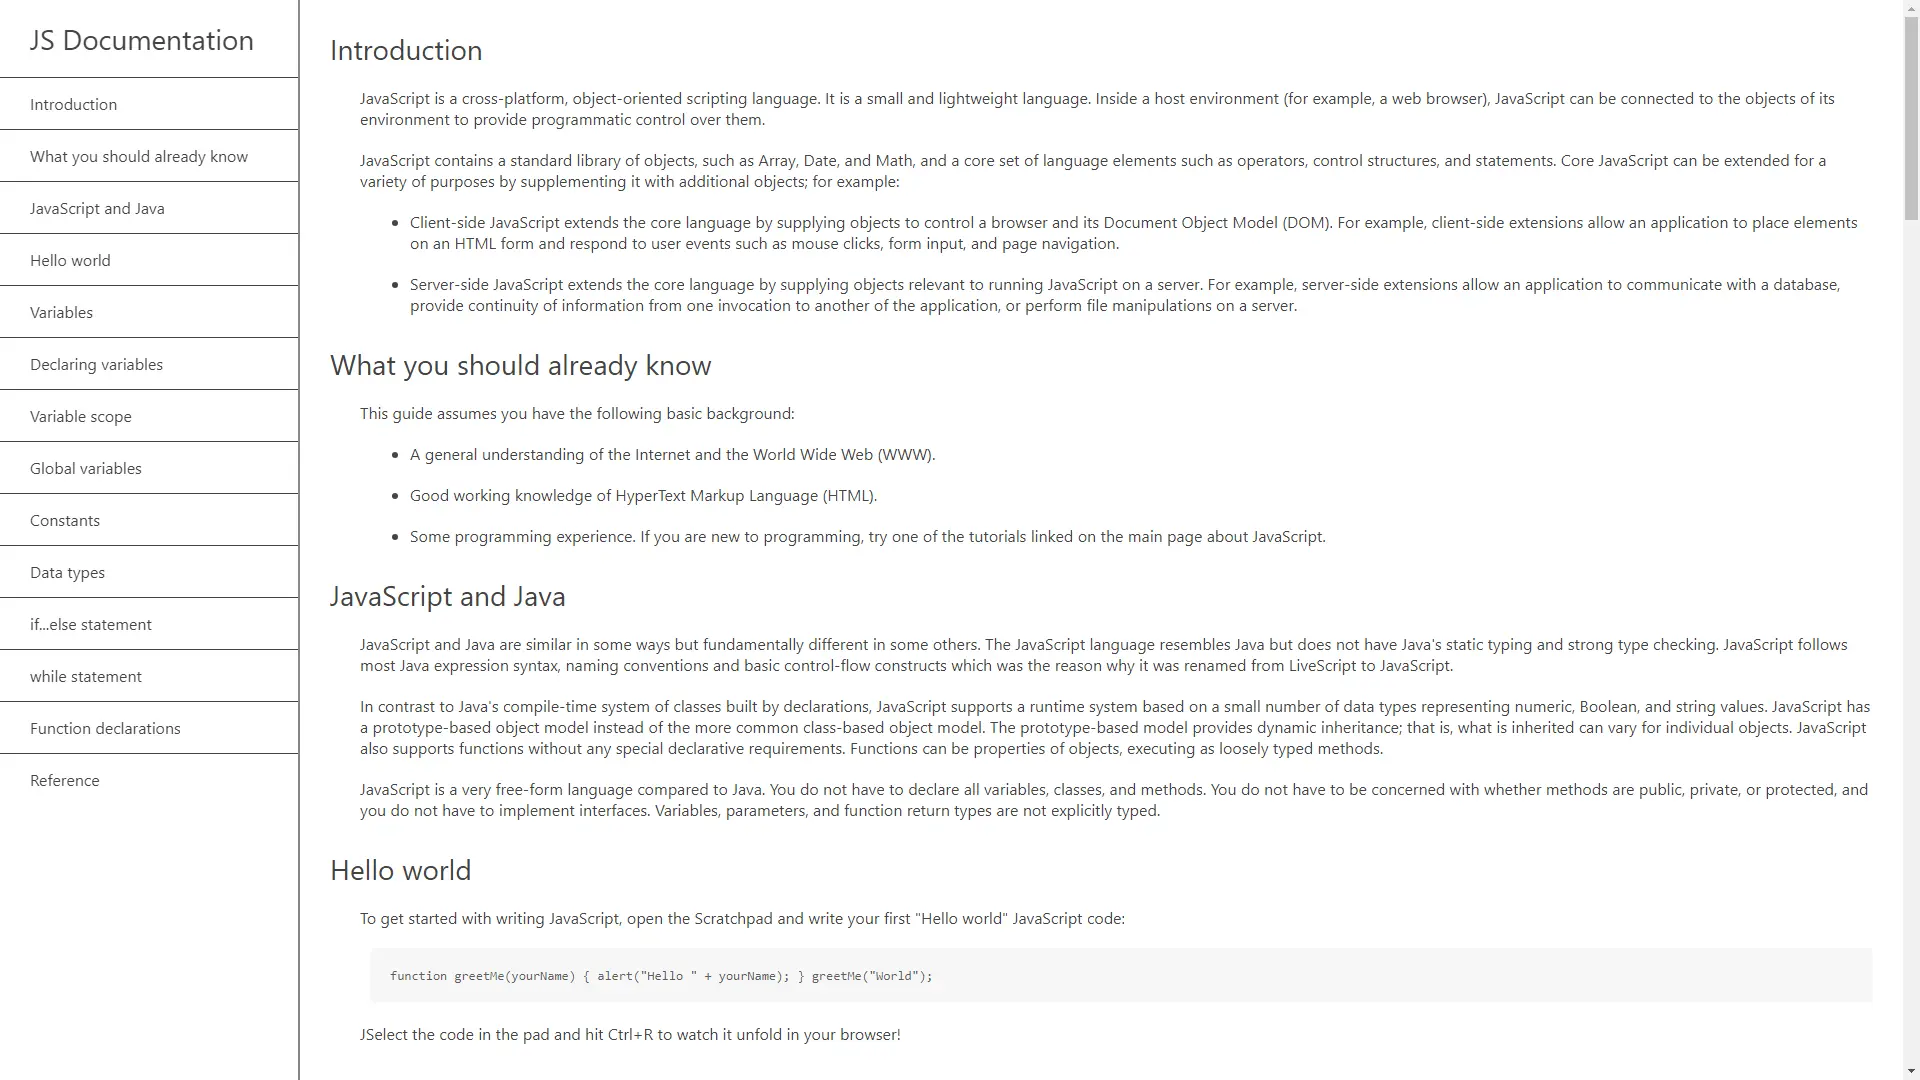 JS Documentation
Introduction
What you should already know
JavaScript and Java
Hello world
Variables
Declaring variables
Variable scope
Global variables
Constants
Data types
if...else statement
while statement
Function declarations
Reference
Introduction
JavaScript is a cross-platform, object-oriented scripting language. It is a small and lightweight language. Inside a host environment (for example, a web browser), JavaScript can be connected to the objects of its
environment to provide programmatic control over them.
JavaScript contains a standard library of objects, such as Array, Date, and Math, and a core set of language elements such as operators, control structures, and statements. Core JavaScript can be extended for a
variety of purposes by supplementing it with additional objects; for example:
• Client-side JavaScript extends the core language by supplying objects to control a browser and its Document Object Model (DOM). For example, client-side extensions allow an application to place elements
on an HTML form and respond to user events such as mouse clicks, form input, and page navigation.
• Server-side JavaScript extends the core language by supplying objects relevant to running JavaScript on a server. For example, server-side extensions allow an application to communicate with a database,
provide continuity of information from one invocation to another of the application, or perform file manipulations on a server.
What you should already know
This guide assumes you have the following basic background:
• A general understanding of the Internet and the World Wide Web (WWW).
• Good working knowledge of HyperText Markup Language (HTML).
• Some programming experience. If you are new to programming, try one of the tutorials linked on the main page about JavaScript.
JavaScript and Java
JavaScript and Java are similar in some ways but fundamentally different in some others. The JavaScript language resembles Java but does not have Java's static typing and strong type checking. JavaScript follows
most Java expression syntax, naming conventions and basic control-flow constructs which was the reason why it was renamed from LiveScript to JavaScript.
In contrast to Java's compile-time system of classes built by declarations, JavaScript supports a runtime system based on a small number of data types representing numeric, Boolean, and string values. JavaScript has
a prototype-based object model instead of the more common class-based object model. The prototype-based model provides dynamic inheritance; that is, what is inherited can vary for individual objects. JavaScript
also supports functions without any special declarative requirements. Functions can be properties of objects, executing as loosely typed methods.
JavaScript is a very free-form language compared to Java. You do not have to declare all variables, classes, and methods. You do not have to be concerned with whether methods are public, private, or protected, and
you do not have to implement interfaces. Variables, parameters, and function return types are not explicitly typed.
Hello world
To get started with writing JavaScript, open the Scratchpad and write your first "Hello world" JavaScript code:
function greetMe(yourName) { alert("Hello " + yourName); } greetMe("World");
JSelect the code in the pad and hit Ctrl+R to watch it unfold in your browser!